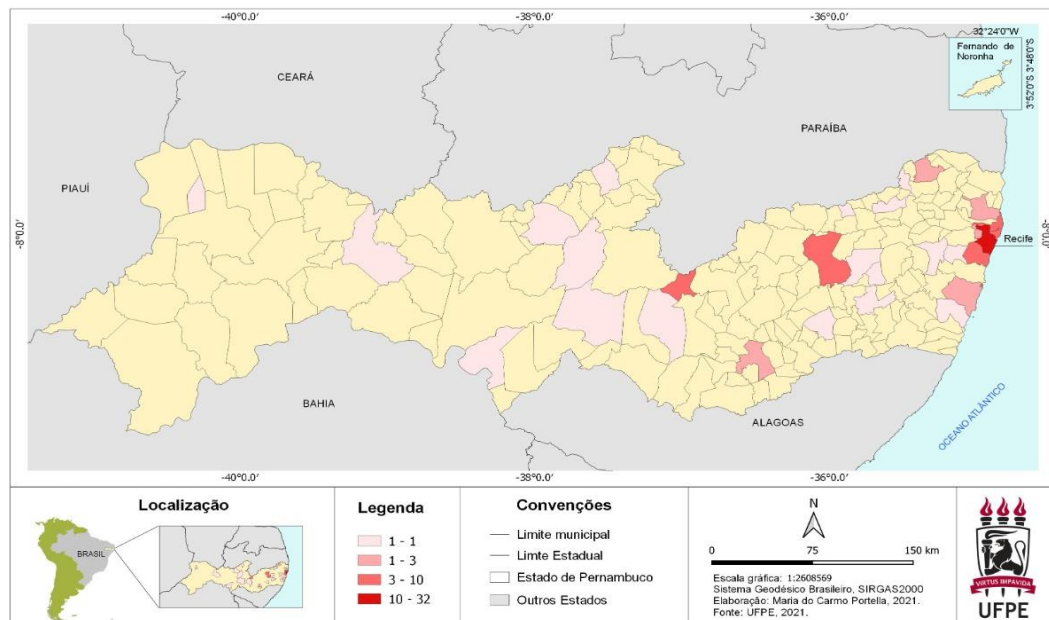 -40°0.0'
-38°0.0'
-36°0.0'
32°24'0"W
Fernando de
Noronha
3°52'0"S 3°48'0"S
CEARÁ
PARAÍBA
PIAUÍ
-8°0.0'
-8°0.0'
Recife
BAHIA
ALAGOAS
OCEANO ATLÂNTICO
-40°0.0'
-38°0.0'
-36°0.0'
Localização
BRASIL
Legenda
1 - 1
1 - 3
3 - 10
10 - 32
Convenções
Limite municipal
Limte Estadual
Estado de Pernambuco
Outros Estados
N
0 75 150 km
Escala gráfica: 1:2608569
Sistema Geodésico Brasileiro, SIRGAS2000
Elaboração: Maria do Carmo Portella, 2021.
Fonte: UFPE, 2021.
VIRTUS IMPAVIDA
UFPE